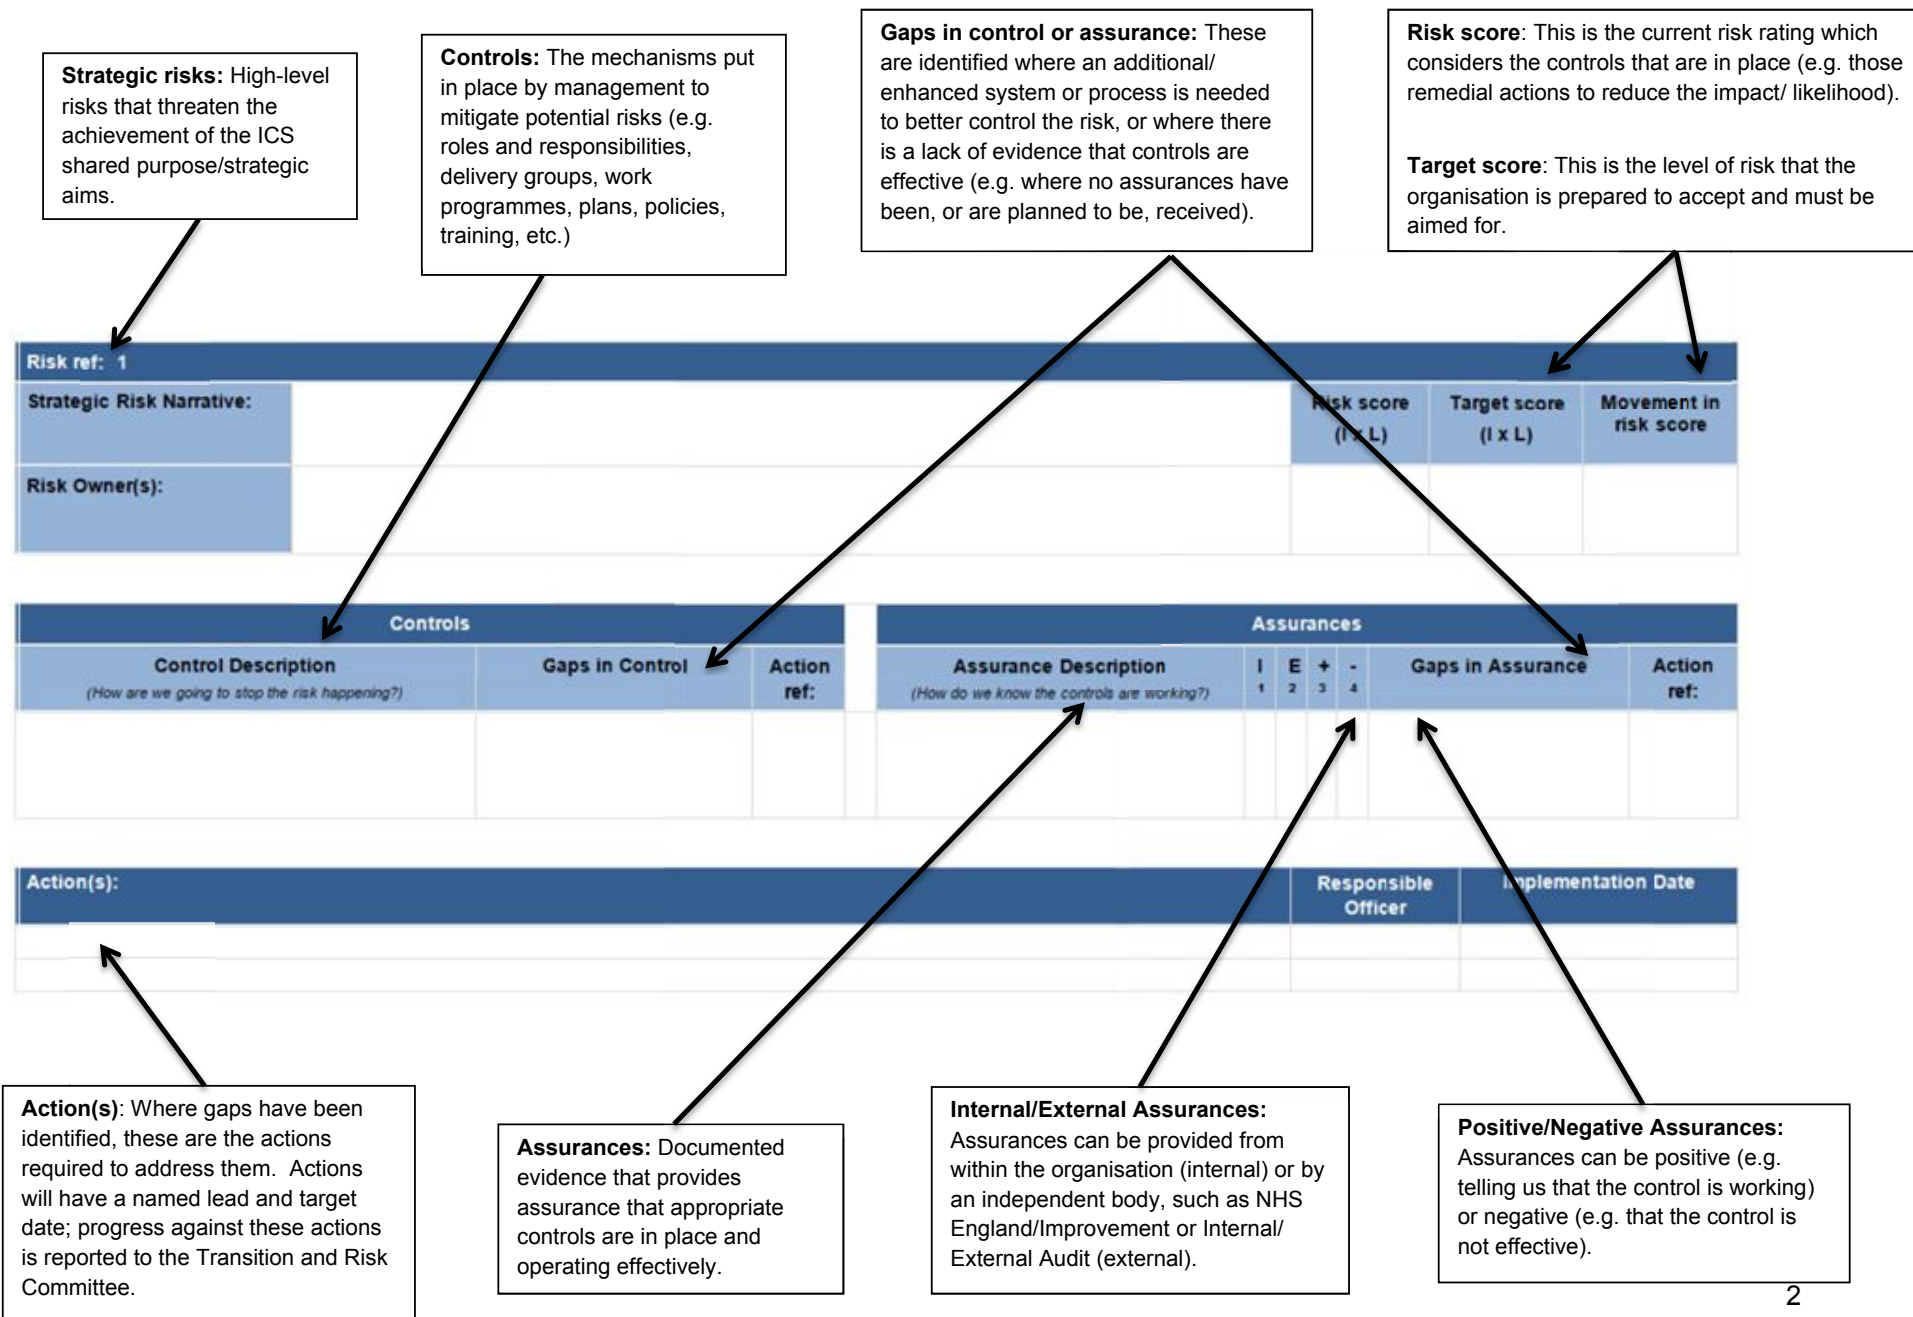 Strategic risks: High-level
risks that threaten the
achievement of the ICS
shared purpose/strategic
aims.
Controls: The mechanisms put
in place by management to
mitigate potential risks (e.g.
roles and responsibilities,
delivery groups, work
programmes, plans, policies,
training, etc.)
Gaps in control or assurance: These
are identified where an additional/
enhanced system or process is needed
to better control the risk, or where there
is a lack of evidence that controls are
effective (e.g. where no assurances have
been, or are planned to be, received).
Risk score: This is the current risk rating which
considers the controls that are in place (e.g. those
remedial actions to reduce the impact/ likelihood).
Target score: This is the level of risk that the
organisation is prepared to accept and must be
aimed for.
Risk ref: 1
Strategic Risk Narrative:
Risk score
(I x L)
Target score
(I x L)
Movement in
risk score
Risk Owner(s):
Controls
Control Description
(How are we going to stop the risk happening?)
Gaps in Control
Action
ref:
Assurances
Assurance Description
(How do we know the controls are working?)
I
1
E
2
+
3
-
4
Gaps in Assurance
Action
ref:
Action(s):
Responsible
Officer
Implementation Date
Action(s): Where gaps have been
identified, these are the actions
required to address them. Actions
will have a named lead and target
date; progress against these actions
is reported to the Transition and Risk
Committee.
Assurances: Documented
evidence that provides
assurance that appropriate
controls are in place and
operating effectively.
Internal/External Assurances:
Assurances can be provided from
within the organisation (internal) or by
an independent body, such as NHS
England/Improvement or Internal/
External Audit (external).
Positive/Negative Assurances:
Assurances can be positive (e.g.
telling us that the control is working)
or negative (e.g. that the control is
not effective).
2